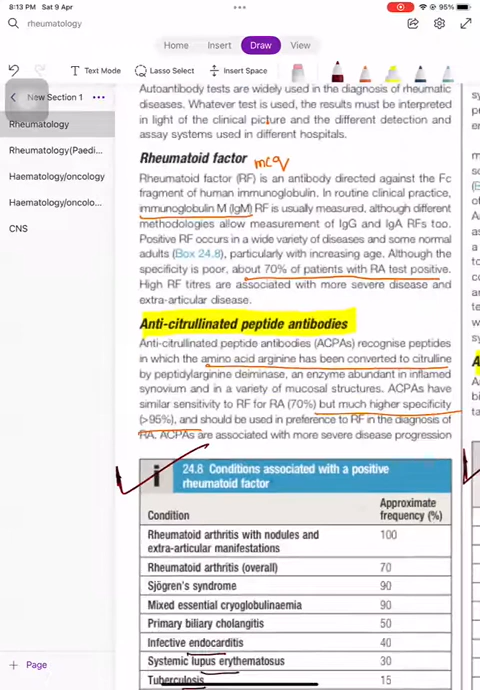 8:13 PM Sat 9 Apr
95%
rheumatology
Home Insert Draw View
Text Mode Lasso Select Insert Space
New Section 1
Rheumatology
Rheumatology(Paedi...
Haematology/oncology
Haematology/oncolo...
CNS
Page
Autoantibody tests are widely used in the diagnosis of rheumatic
diseases. Whatever test is used, the results must be interpreted
in light of the clinical picture and the different detection and
assay systems used in different hospitals.
Rheumatoid factor mcq
Rheumatoid factor (RF) is an antibody directed against the Fc
fragment of human immunoglobulin. In routine clinical practice,
immunoglobulin M (IgM) RF is usually measured, although different
methodologies allow measurement of IgG and IgA RFs too.
Positive RF occurs in a wide variety of diseases and some normal
adults (Box 24.8), particularly with increasing age. Although the
specificity is poor, about 70% of patients with RA test positive.
High RF titres are associated with more severe disease and
extra-articular disease.
Anti-citrullinated peptide antibodies
Anti-citrullinated peptide antibodies (ACPAs) recognise peptides
in which the amino acid arginine has been converted to citrulline
by peptidylarginine deiminase, an enzyme abundant in inflamed
synovium and in a variety of mucosal structures. ACPAs have
similar sensitivity to RF for RA (70%) but much higher specificity
(>95%), and should be used in preference to RF in the diagnosis of
RA. ACPAs are associated with more severe disease progression
i 24.8 Conditions associated with a positive
rheumatoid factor
Condition Approximate frequency (%)
Rheumatoid arthritis with nodules and
extra-articular manifestations 100
Rheumatoid arthritis (overall) 70
Sjögren's syndrome 90
Mixed essential cryoglobulinaemia 90
Primary biliary cholangitis 50
Infective endocarditis 40
Systemic lupus erythematosus 30
Tuberculosis 15